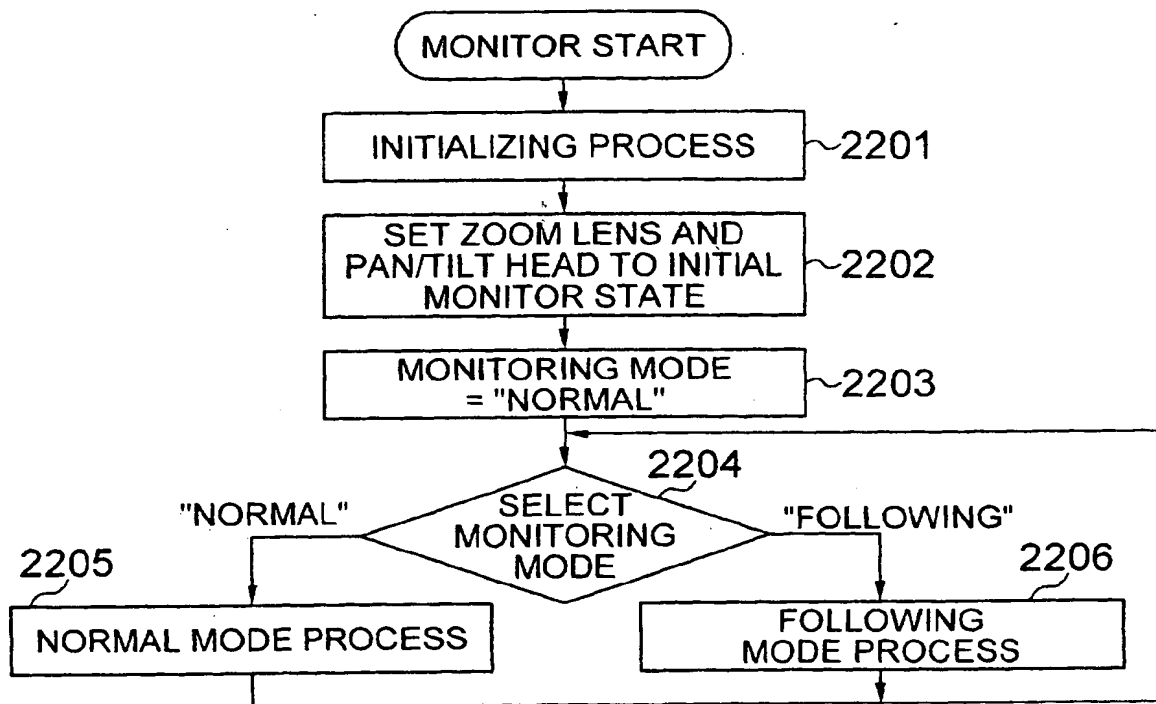 MONITOR START
INITIALIZING PROCESS
2201
SET ZOOM LENS AND
PAN/TILT HEAD TO INITIAL
MONITOR STATE
2202
MONITORING MODE
= "NORMAL"
2203
2204
SELECT
MONITORING
MODE
"NORMAL"
"FOLLOWING"
2205
NORMAL MODE PROCESS
2206
FOLLOWING
MODE PROCESS